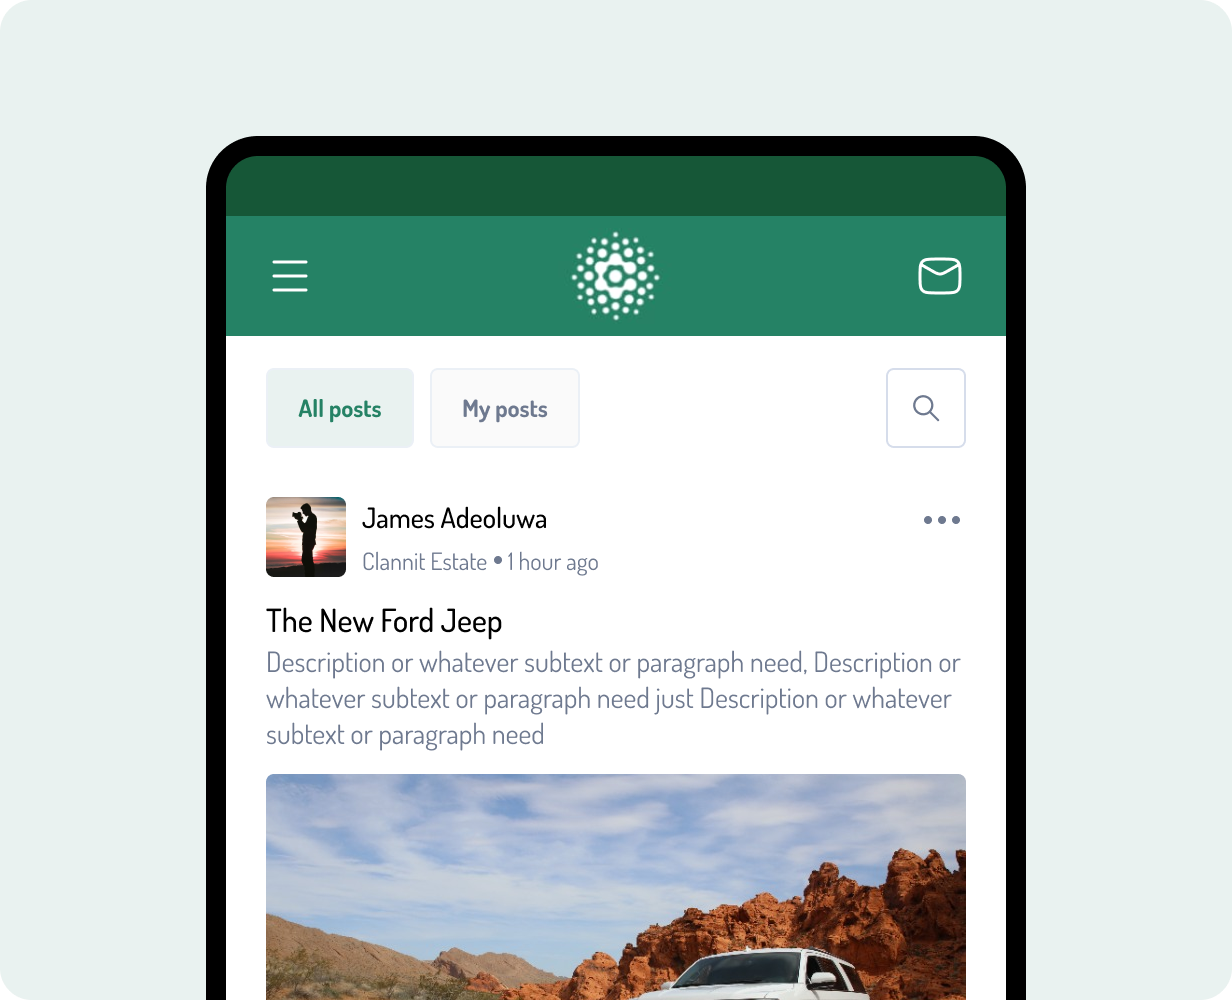 All posts
My posts
James Adeoluwa
Clannit Estate • 1 hour ago
The New Ford Jeep
Description or whatever subtext or paragraph need, Description or
whatever subtext or paragraph need just Description or whatever
subtext or paragraph need